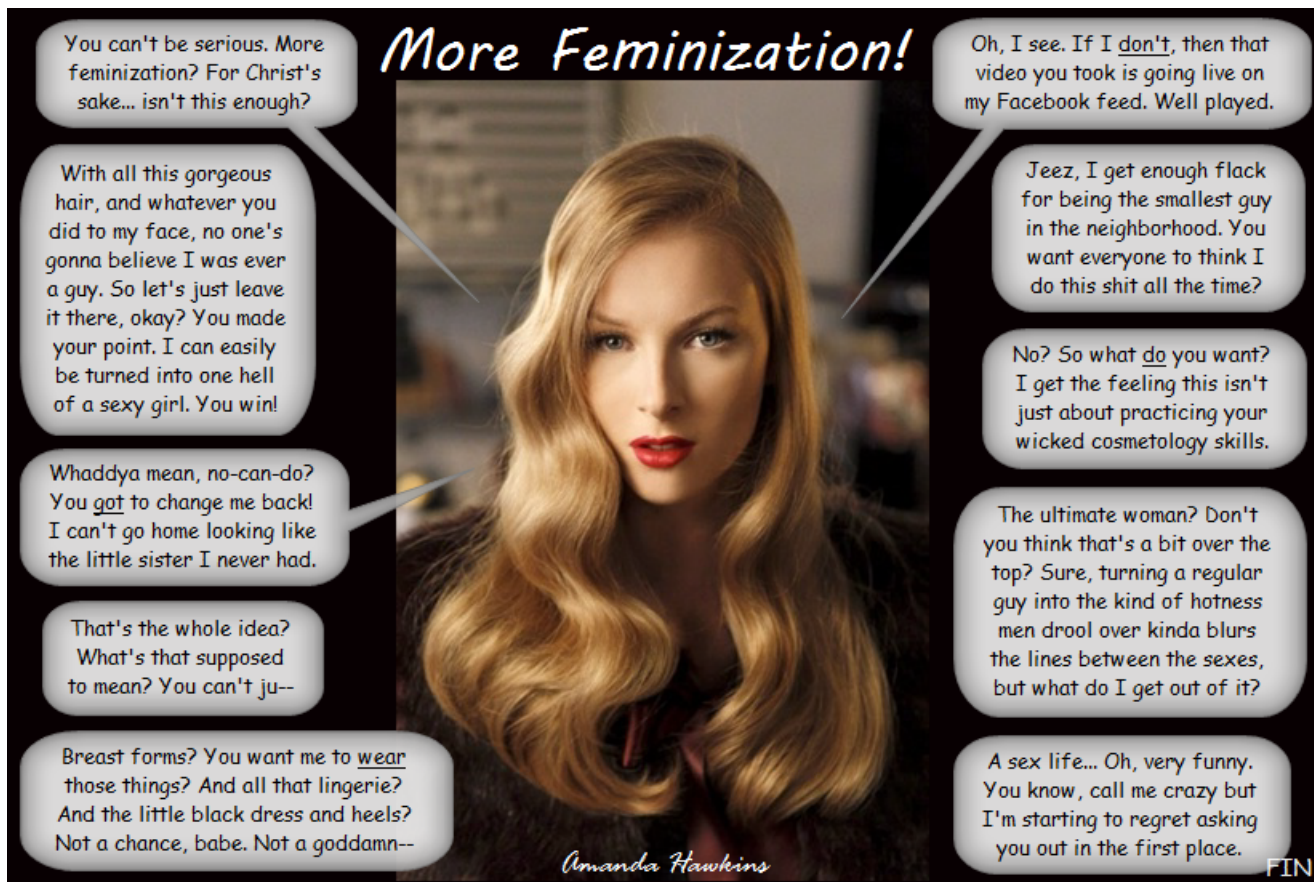 More Feminization!
You can't be serious. More
feminization? For Christ's
sake... isn't this enough?
With all this gorgeous
hair, and whatever you
did to my face, no one's
gonna believe I was ever
a guy. So let's just leave
it there, okay? You made
your point. I can easily
be turned into one hell
of a sexy girl. You win!
Whaddya mean, no-can-do?
You got to change me back!
I can't go home looking like
the little sister I never had.
That's the whole idea?
What's that supposed
to mean? You can't ju--
Breast forms? You want me to wear
those things? And all that lingerie?
And the little black dress and heels?
Not a chance, babe. Not a goddamn--
Oh, I see. If I don't, then that
video you took is going live on
my Facebook feed. Well played.
Jeez, I get enough flack
for being the smallest guy
in the neighborhood. You
want everyone to think I
do this shit all the time?
No? So what do you want?
I get the feeling this isn't
just about practicing your
wicked cosmetology skills.
The ultimate woman? Don't
you think that's a bit over the
top? Sure, turning a regular
guy into the kind of hotness
men drool over kinda blurs
the lines between the sexes,
but what do I get out of it?
A sex life... Oh, very funny.
You know, call me crazy but
I'm starting to regret asking
you out in the first place.
Amanda Hawkins
FIN